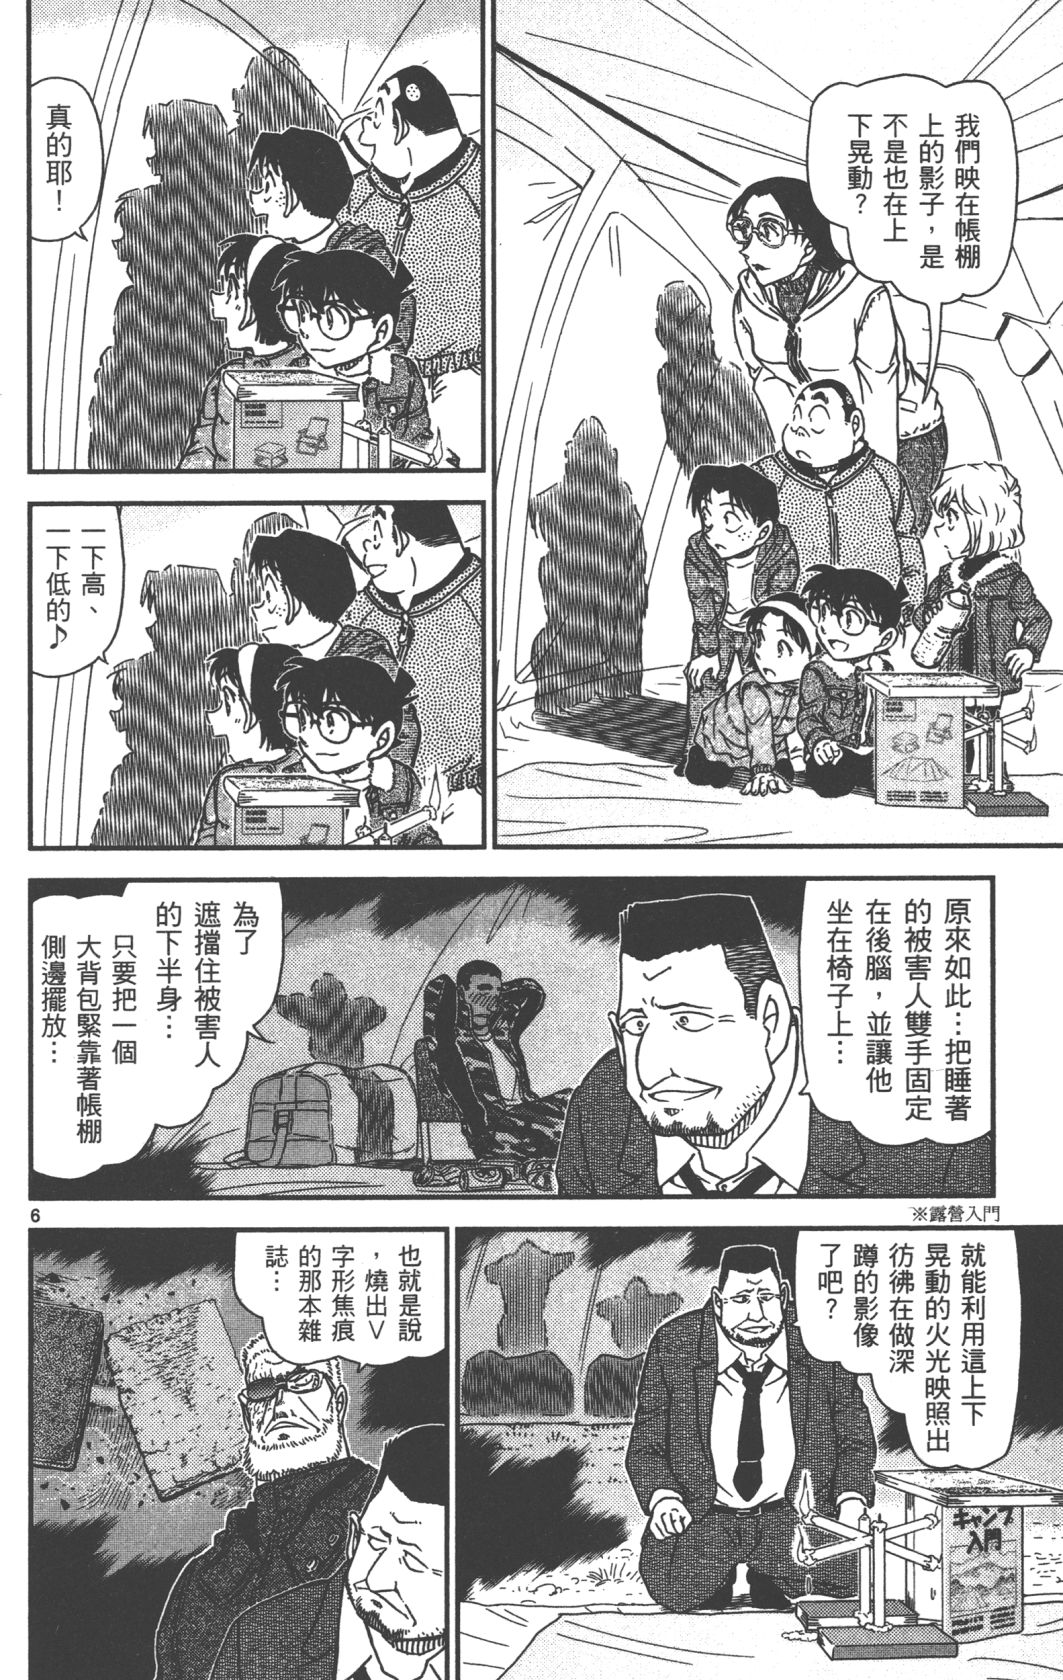 我們映在帳棚
上的影子，是
不是也在上
下晃動？
真的耶！
一下高、
一下低的♪
原來如此…把睡著
的被害人雙手固定
在後腦，並讓他
坐在椅子上…
為了
遮擋住被害人
的下半身…
只要把一個
大背包緊靠著帳棚
側邊擺放…
6
※露營入門
就能利用這上下
晃動的火光映照出
彷彿在做深
蹲的影像
了吧？
キャンプ
入門
也就是說
，燒出V
字形焦痕
的那本雜
誌…